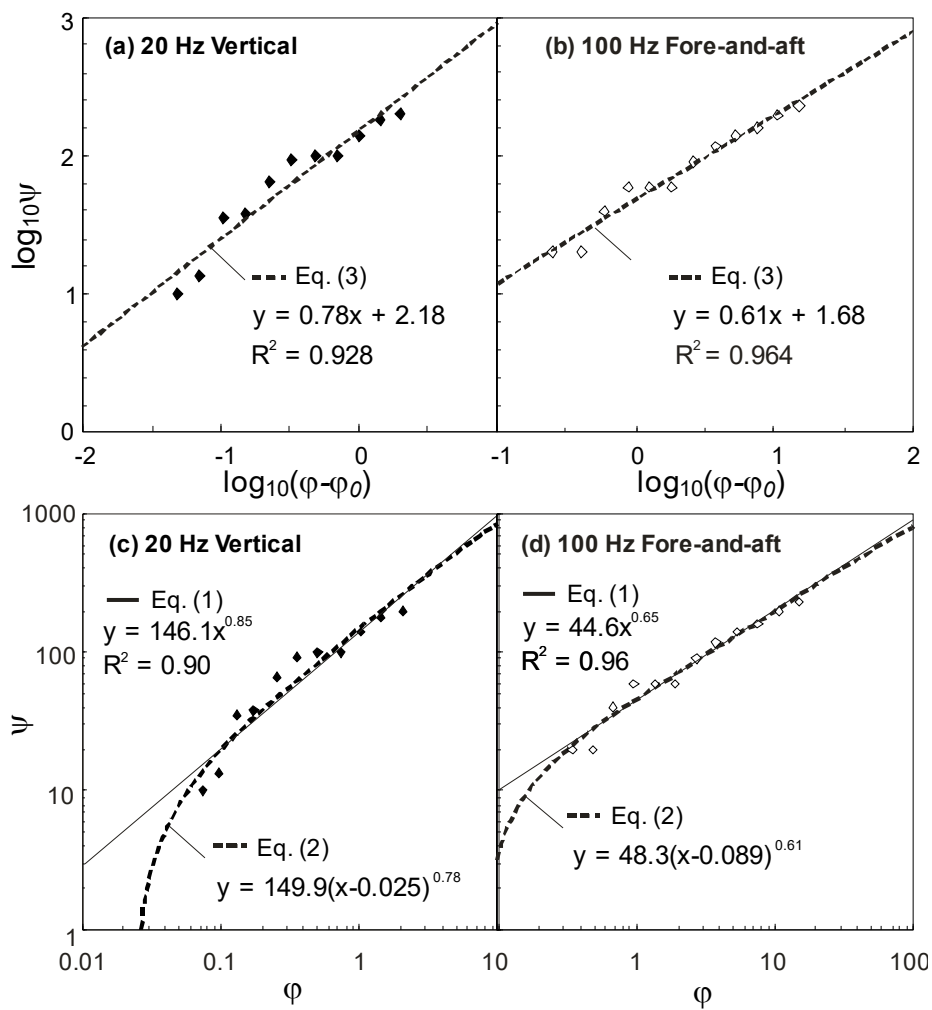 (a) 20 Hz Vertical
(b) 100 Hz Fore-and-aft
3
2
1
0
log₁₀ψ
Eq. (3)
y = 0.78x + 2.18
R² = 0.928
Eq. (3)
y = 0.61x + 1.68
R² = 0.964
-2 -1 0 -1 0 1 2
log₁₀(φ-φ₀) log₁₀(φ-φ₀)
(c) 20 Hz Vertical
(d) 100 Hz Fore-and-aft
1000
100
10
1
ψ
Eq. (1)
y = 146.1x^0.85
R² = 0.90
Eq. (2)
y = 149.9(x-0.025)^0.78
Eq. (1)
y = 44.6x^0.65
R² = 0.96
Eq. (2)
y = 48.3(x-0.089)^0.61
0.01 0.1 1 10 1 10 100
φ φ